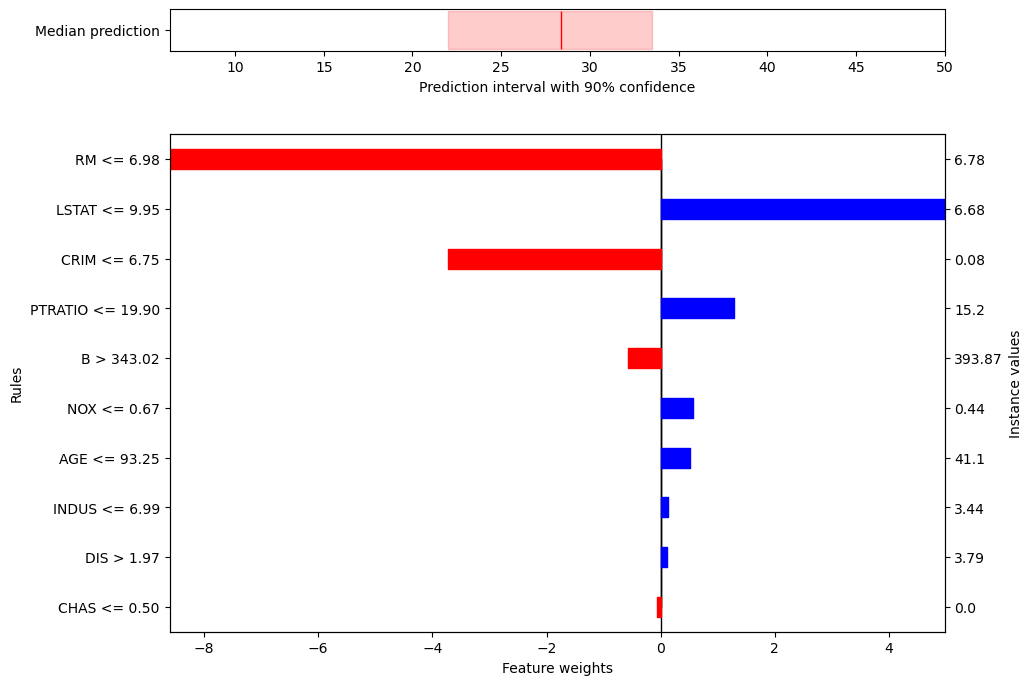 Median prediction
10 15 20 25 30 35 40 45 50
Prediction interval with 90% confidence
Rules
RM <= 6.98 6.78
LSTAT <= 9.95 6.68
CRIM <= 6.75 0.08
PTRATIO <= 19.90 15.2
B > 343.02 393.87
NOX <= 0.67 0.44
AGE <= 93.25 41.1
INDUS <= 6.99 3.44
DIS > 1.97 3.79
CHAS <= 0.50 0.0
Instance values
−8 −6 −4 −2 0 2 4
Feature weights